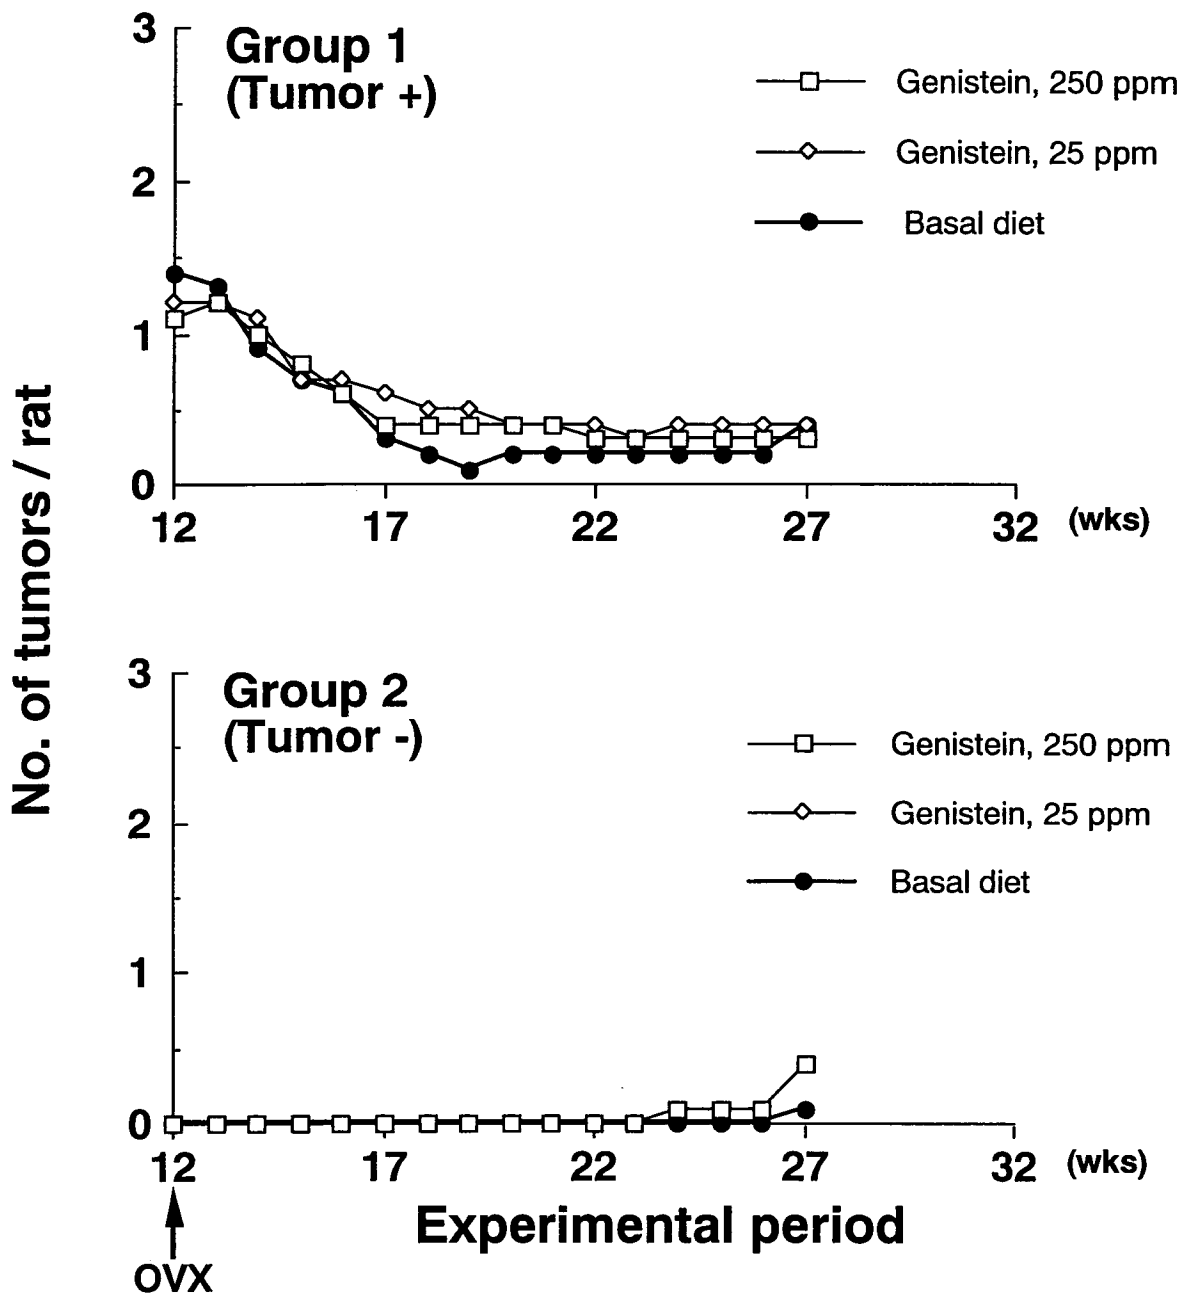 No. of tumors / rat
Group 1
(Tumor +)
Genistein, 250 ppm
Genistein, 25 ppm
Basal diet
3
2
1
0
12 17 22 27 32 (wks)
Group 2
(Tumor -)
Genistein, 250 ppm
Genistein, 25 ppm
Basal diet
3
2
1
0
12 17 22 27 32 (wks)
Experimental period
OVX